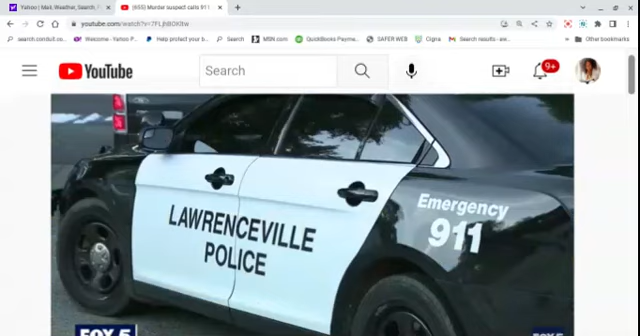 Yahoo | Mail, Weather, Search, P
(655) Murder suspect calls 911
youtube.com/watch?v=
search.conduit.co...
Welcome - Yahoo P...
Help protect your b...
Search
MSN.com
QuickBooks Payme...
SAFER WEB
Cigna
Search results - aw...
Other bookmarks
YouTube
Search
9+
LAWRENCEVILLE
POLICE
Emergency
911
FOX 5
FOX 5